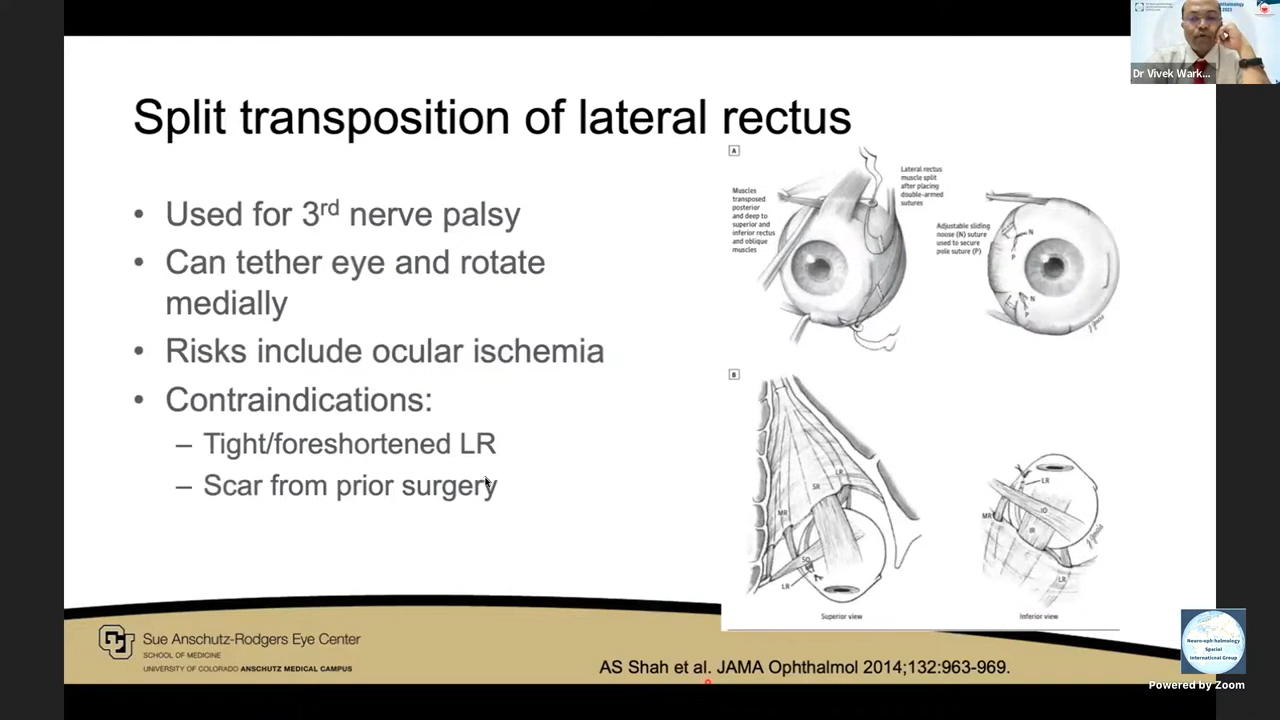 Dr Vivek Wark...
Split transposition of lateral rectus
• Used for 3rd nerve palsy
• Can tether eye and rotate
medially
• Risks include ocular ischemia
• Contraindications:
– Tight/foreshortened LR
– Scar from prior surgery
A
Muscles
transposed
posterior
and deep to
superior and
inferior rectus
and oblique
muscles
Lateral rectus
muscle split
after placing
double-armed
sutures
Adjustable sliding
noose (N) suture
used to secure
pole suture (P)
N
P
N
P
B
LR
SR
MR
SO
LR
Superior view
LR
IO
MR
IR
LR
Inferior view
Sue Anschutz-Rodgers Eye Center
SCHOOL OF MEDICINE
UNIVERSITY OF COLORADO ANSCHUTZ MEDICAL CAMPUS
AS Shah et al. JAMA Ophthalmol 2014;132:963-969.
Neuro-ophthalmology
Special
International Group
Powered by Zoom